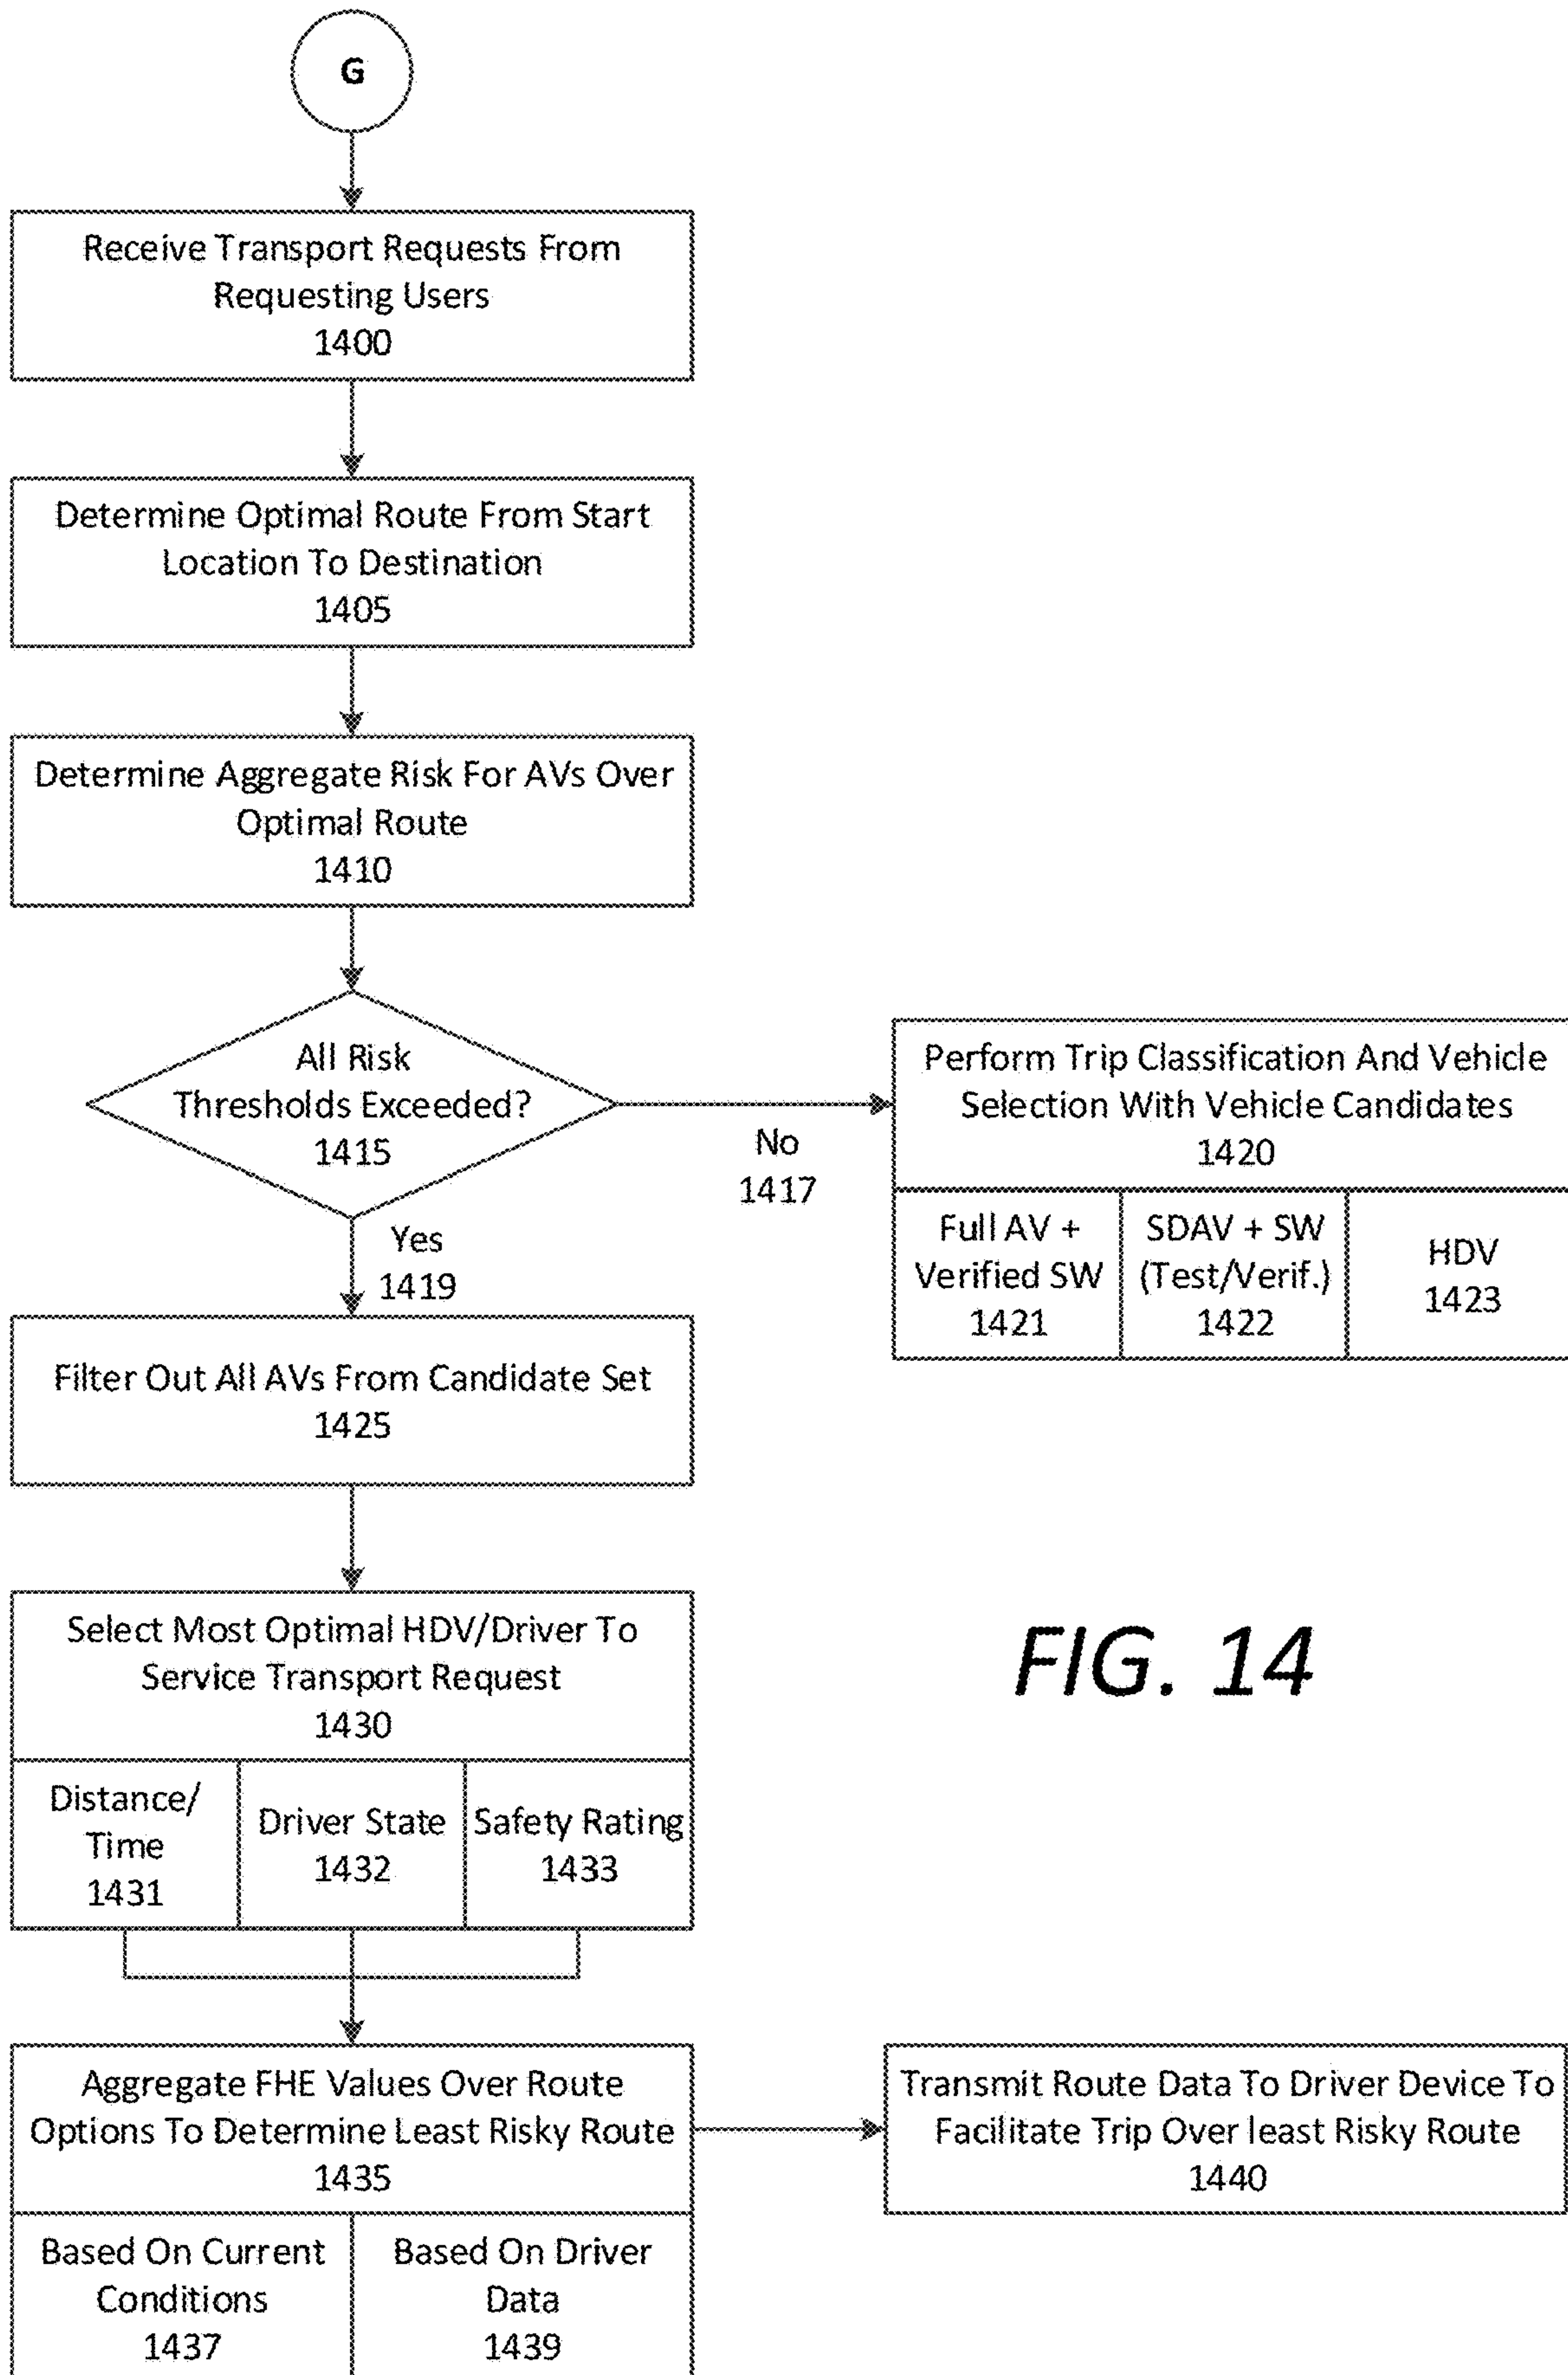 G
Receive Transport Requests From
Requesting Users
1400
Determine Optimal Route From Start
Location To Destination
1405
Determine Aggregate Risk For AVs Over
Optimal Route
1410
All Risk
Thresholds Exceeded?
1415
No
1417
Perform Trip Classification And Vehicle
Selection With Vehicle Candidates
1420
Full AV +
Verified SW
1421
SDAV + SW
(Test/Verif.)
1422
HDV
1423
Yes
1419
Filter Out All AVs From Candidate Set
1425
Select Most Optimal HDV/Driver To
Service Transport Request
1430
Distance/
Time
1431
Driver State
1432
Safety Rating
1433
FIG. 14
Aggregate FHE Values Over Route
Options To Determine Least Risky Route
1435
Based On Current
Conditions
1437
Based On Driver
Data
1439
Transmit Route Data To Driver Device To
Facilitate Trip Over least Risky Route
1440